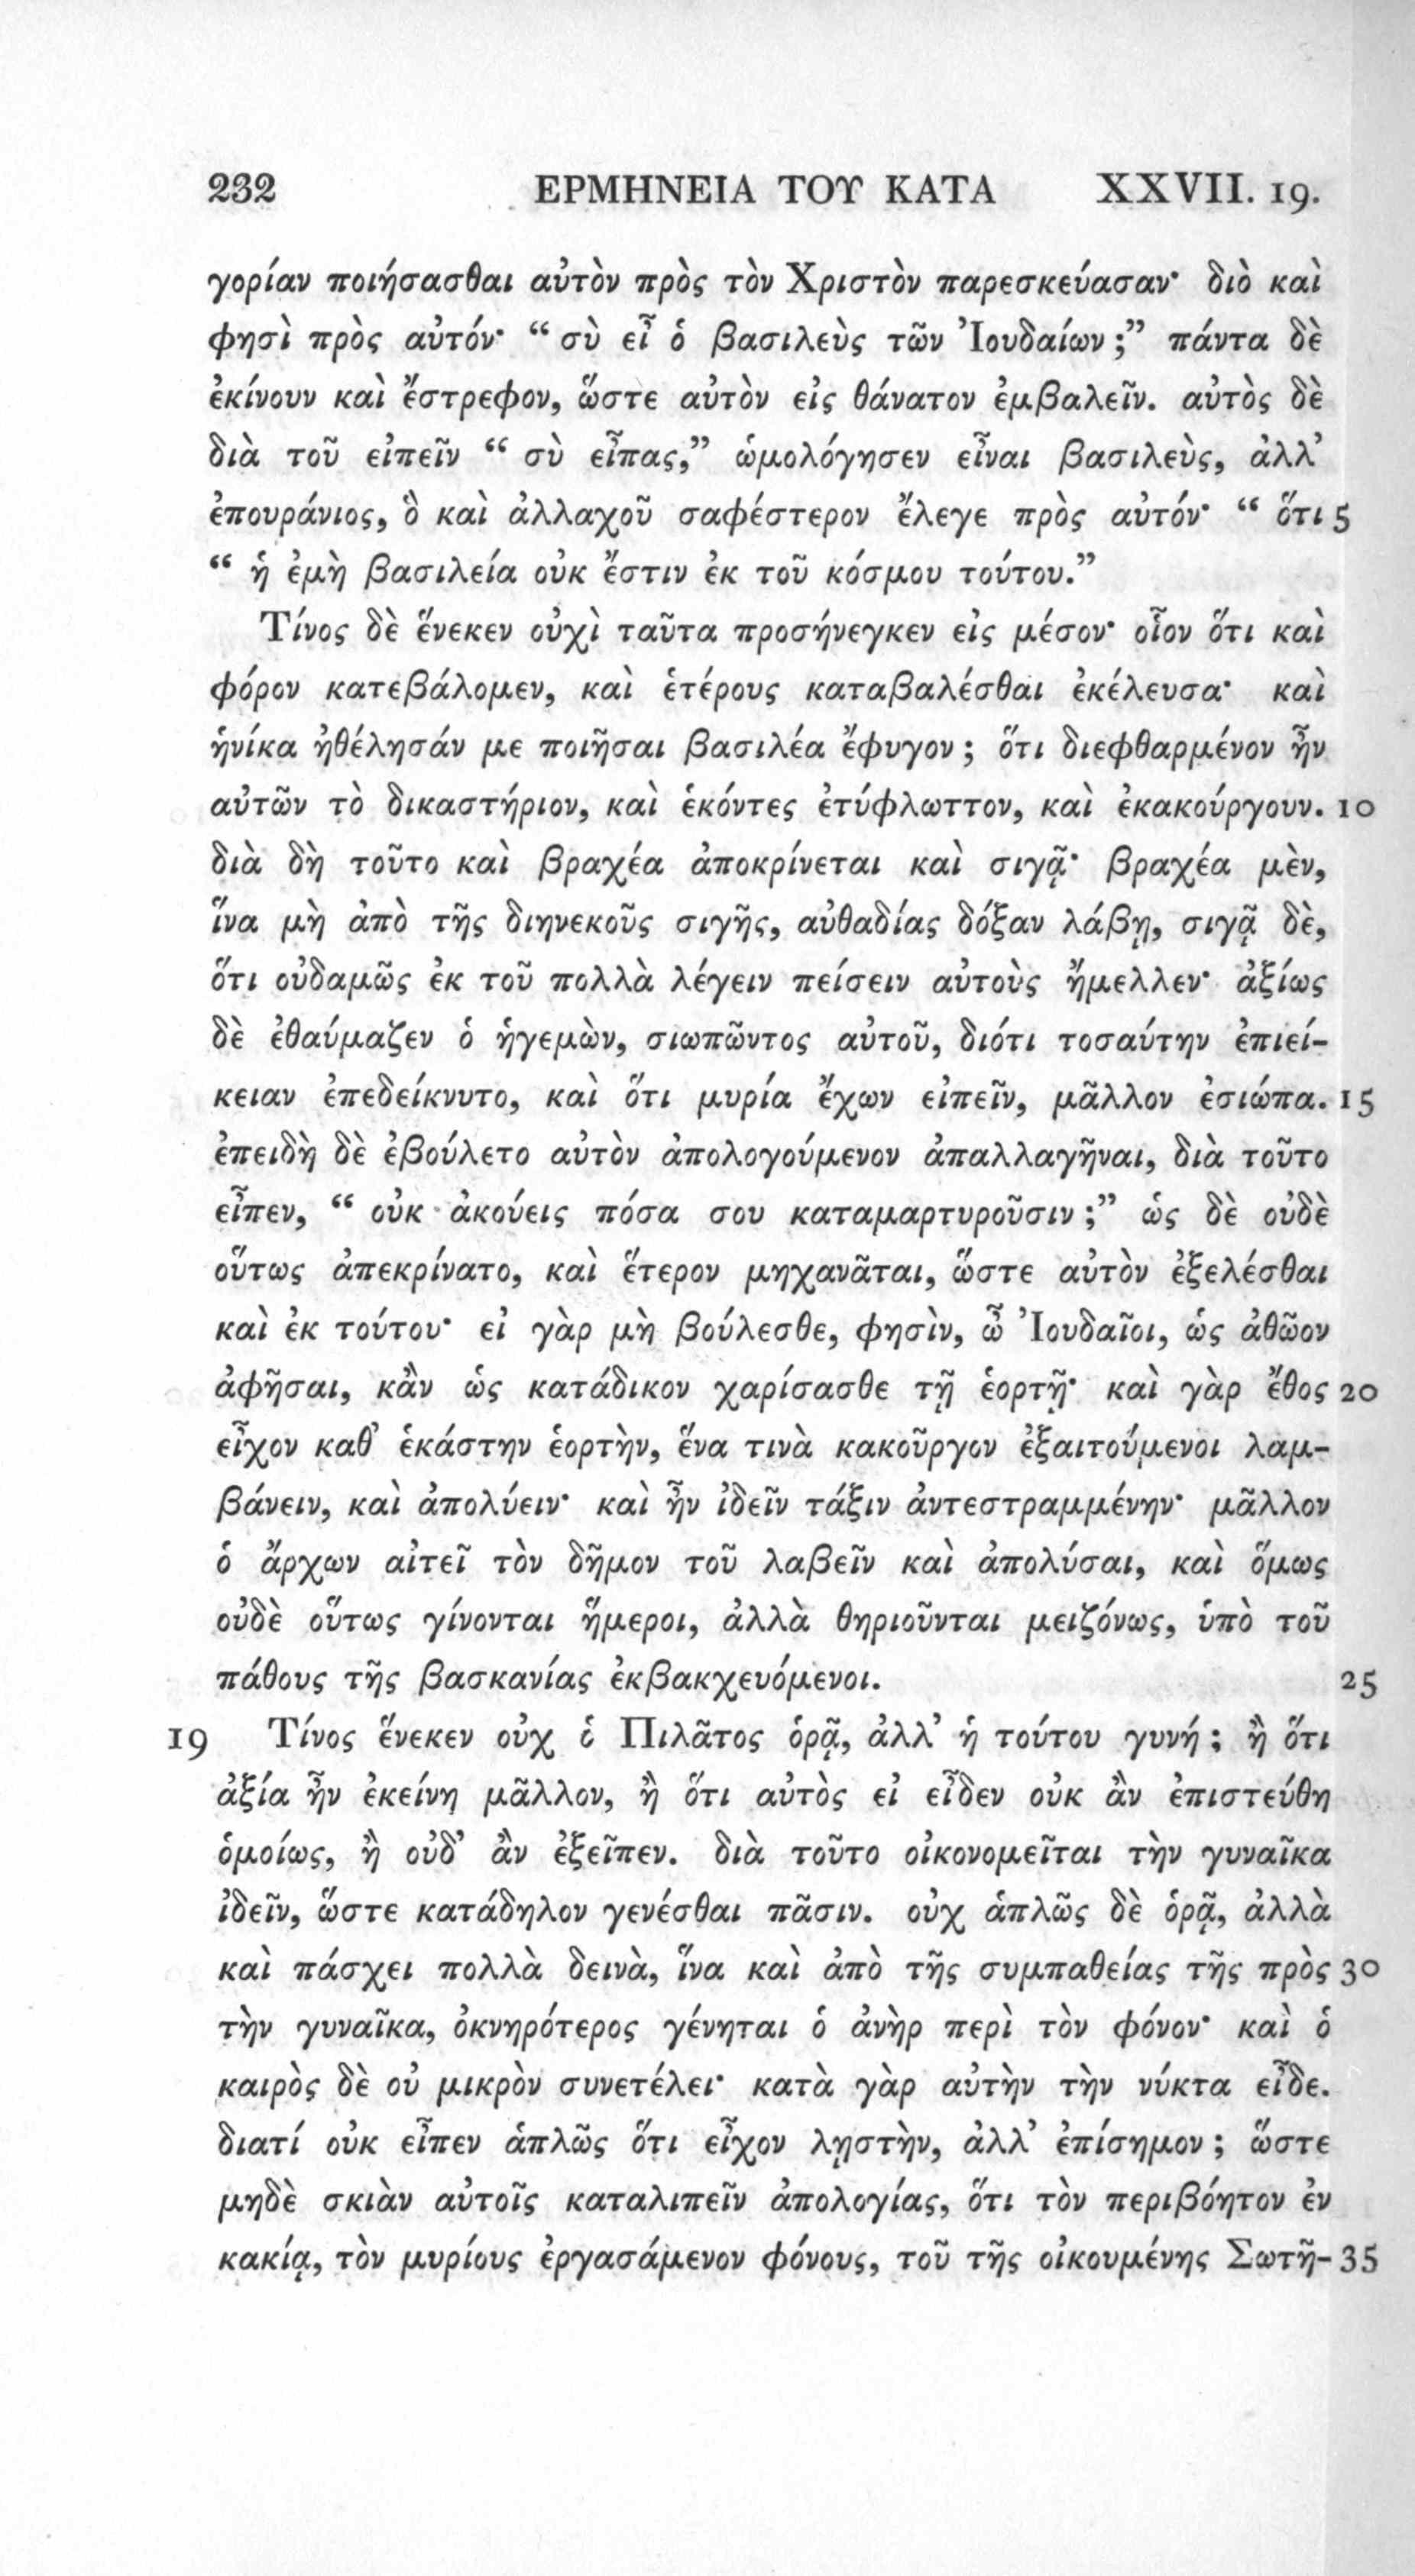 232 ΕΡΜΗΝΕΙΑ ΤΟΥ ΚΑΤΑ XXVII. 19.
γορίαν ποιήσασθαι αὐτὸν πρὸς τὸν Χριστὸν παρεσκεύασαν· διὸ καὶ
φησὶ πρὸς αὐτόν· “ σὺ εἶ ὁ βασιλεὺς τῶν Ἰουδαίων ;” πάντα δὲ
ἐκίνουν καὶ ἔστρεφον, ὥστε αὐτὸν εἰς θάνατον ἐμβαλεῖν. αὐτὸς δὲ
διὰ τοῦ εἰπεῖν “ σὺ εἶπας,” ὡμολόγησεν εἶναι βασιλεὺς, ἀλλ’
ἐπουράνιος, ὃ καὶ ἀλλαχοῦ σαφέστερον ἔλεγε πρὸς αὐτόν· “ ὅτι 5
“ ἡ ἐμὴ βασιλεία οὐκ ἔστιν ἐκ τοῦ κόσμου τούτου.”
Τίνος δὲ ἕνεκεν οὐχὶ ταῦτα προσήνεγκεν εἰς μέσον· οἷον ὅτι καὶ
φόρον κατεβάλομεν, καὶ ἑτέρους καταβαλέσθαι ἐκέλευσα· καὶ
ἡνίκα ἠθέλησάν με ποιῆσαι βασιλέα ἔφυγον ; ὅτι διεφθαρμένον ἦν
αὐτῶν τὸ δικαστήριον, καὶ ἑκόντες ἐτύφλωττον, καὶ ἐκακούργουν. 10
διὰ δὴ τοῦτο καὶ βραχέα ἀποκρίνεται καὶ σιγᾷ· βραχέα μὲν,
ἵνα μὴ ἀπὸ τῆς διηνεκοῦς σιγῆς, αὐθαδίας δόξαν λάβῃ, σιγᾷ δὲ,
ὅτι οὐδαμῶς ἐκ τοῦ πολλὰ λέγειν πείσειν αὐτοὺς ἤμελλεν· ἀξίως
δὲ ἐθαύμαζεν ὁ ἡγεμὼν, σιωπῶντος αὐτοῦ, διότι τοσαύτην ἐπιεί-
κειαν ἐπεδείκνυτο, καὶ ὅτι μυρία ἔχων εἰπεῖν, μᾶλλον ἐσιώπα. 15
ἐπειδὴ δὲ ἐβούλετο αὐτὸν ἀπολογούμενον ἀπαλλαγῆναι, διὰ τοῦτο
εἶπεν, “ οὐκ ἀκούεις πόσα σου καταμαρτυροῦσιν ;” ὡς δὲ οὐδὲ
οὕτως ἀπεκρίνατο, καὶ ἕτερον μηχανᾶται, ὥστε αὐτὸν ἐξελέσθαι
καὶ ἐκ τούτου· εἰ γὰρ μὴ βούλεσθε, φησὶν, ὦ Ἰουδαῖοι, ὡς ἀθῶον
ἀφῆσαι, κἂν ὡς κατάδικον χαρίσασθε τῇ ἑορτῇ· καὶ γὰρ ἔθος 20
εἶχον καθ’ ἑκάστην ἑορτὴν, ἕνα τινὰ κακοῦργον ἐξαιτούμενοι λαμ-
βάνειν, καὶ ἀπολύειν· καὶ ἦν ἰδεῖν τάξιν ἀντεστραμμένην· μᾶλλον
ὁ ἄρχων αἰτεῖ τὸν δῆμον τοῦ λαβεῖν καὶ ἀπολύσαι, καὶ ὅμως
οὐδὲ οὕτως γίνονται ἥμεροι, ἀλλὰ θηριοῦνται μειζόνως, ὑπὸ τοῦ
πάθους τῆς βασκανίας ἐκβακχευόμενοι. 25
19 Τίνος ἕνεκεν οὐχ ὁ Πιλᾶτος ὁρᾷ, ἀλλ’ ἡ τούτου γυνή ; ἢ ὅτι
ἀξία ἦν ἐκείνη μᾶλλον, ἢ ὅτι αὐτὸς εἰ εἶδεν οὐκ ἂν ἐπιστεύθη
ὁμοίως, ἢ οὐδ’ ἂν ἐξεῖπεν. διὰ τοῦτο οἰκονομεῖται τὴν γυναῖκα
ἰδεῖν, ὥστε κατάδηλον γενέσθαι πᾶσιν. οὐχ ἁπλῶς δὲ ὁρᾷ, ἀλλὰ
καὶ πάσχει πολλὰ δεινὰ, ἵνα καὶ ἀπὸ τῆς συμπαθείας τῆς πρὸς 30
τὴν γυναῖκα, ὀκνηρότερος γένηται ὁ ἀνὴρ περὶ τὸν φόνον· καὶ ὁ
καιρὸς δὲ οὐ μικρὸν συνετέλει· κατὰ γὰρ αὐτὴν τὴν νύκτα εἶδε.
διατί οὐκ εἶπεν ἁπλῶς ὅτι εἶχον λῃστὴν, ἀλλ’ ἐπίσημον ; ὥστε
μηδὲ σκιὰν αὐτοῖς καταλιπεῖν ἀπολογίας, ὅτι τὸν περιβόητον ἐν
κακίᾳ, τὸν μυρίους ἐργασάμενον φόνους, τοῦ τῆς οἰκουμένης Σωτῆ- 35